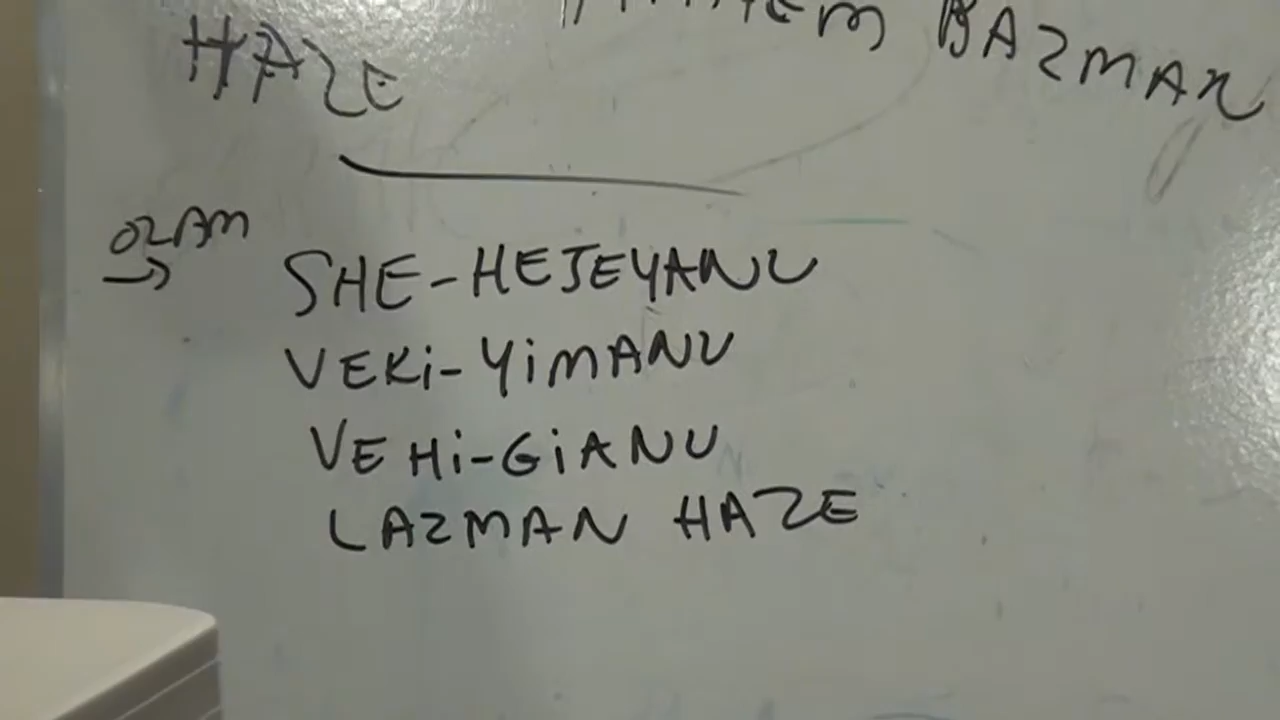 BAZMAN
HAZE
OLAM
SHE-HEJEYANU
VEKi-YiMANU
VEHi-GiANU
LAZMAN HAZE